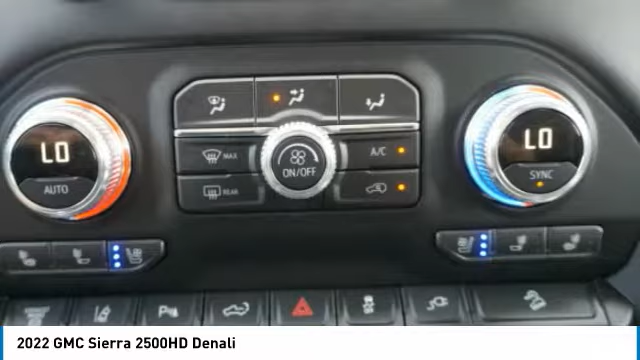 LO
AUTO
MAX
REAR
ON/OFF
A/C
LO
SYNC
2022 GMC Sierra 2500HD Denali